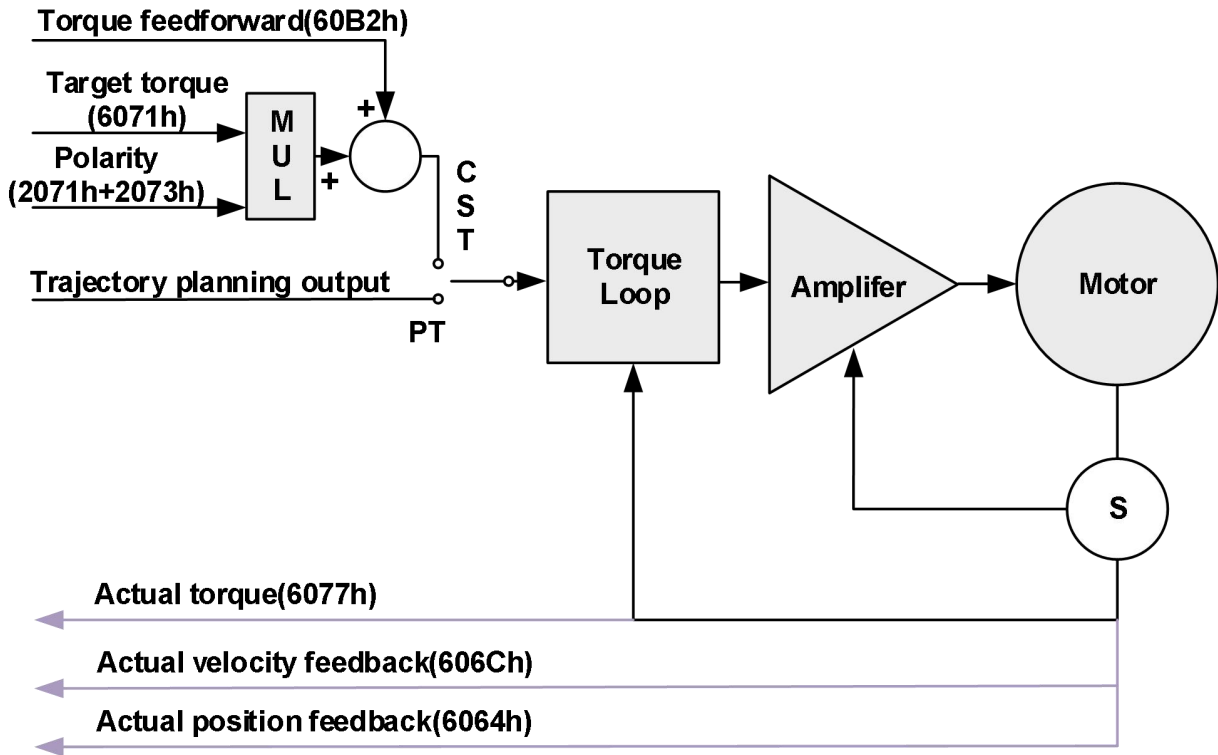 Torque feedforward(60B2h)
Target torque
(6071h)
Polarity
(2071h+2073h)
M
U
L
+
+
C
S
T
Trajectory planning output
PT
Torque
Loop
Amplifer
Motor
S
Actual torque(6077h)
Actual velocity feedback(606Ch)
Actual position feedback(6064h)